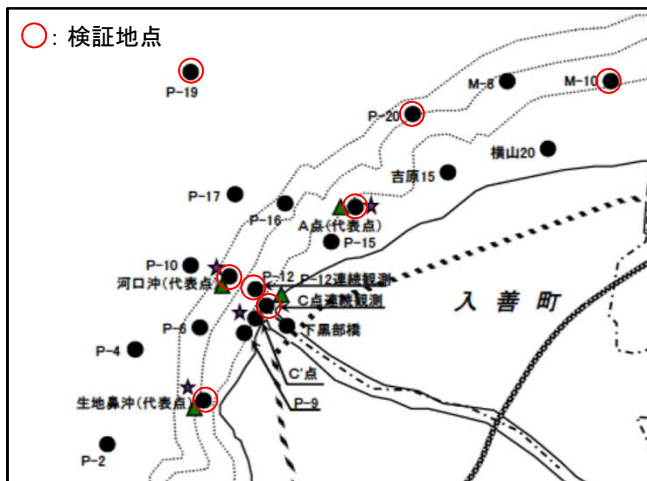 ○：検証地点
P-19
M-8
M-10
P-20
横山20
吉原15
P-17
P-16
A点(代表点)
P-15
P-10
P-12
P-12連続観測
河口沖(代表点)
C点連続観測
入善町
P-6
下黒部橋
P-4
C'点
P-9
生地鼻沖(代表点)
P-2